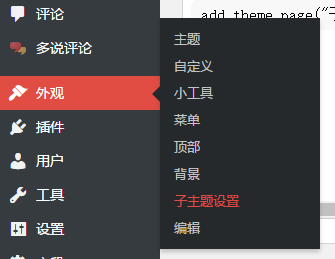 评论
多说评论
外观
插件
用户
工具
设置
主题
自定义
小工具
菜单
顶部
背景
子主题设置
编辑
add_theme_page("子